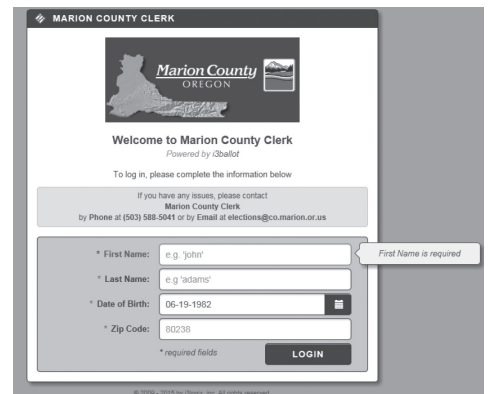 MARION COUNTY CLERK
Marion County
OREGON
Welcome to Marion County Clerk
Powered by i3ballot
To log in, please complete the information below
If you have any issues, please contact
Marion County Clerk
by Phone at (503) 588-5041 or by Email at elections@co.marion.or.us
* First Name: e.g. 'john' First Name is required
* Last Name: e.g 'adams'
* Date of Birth: 06-19-1982
* Zip Code: 80238
* required fields LOGIN